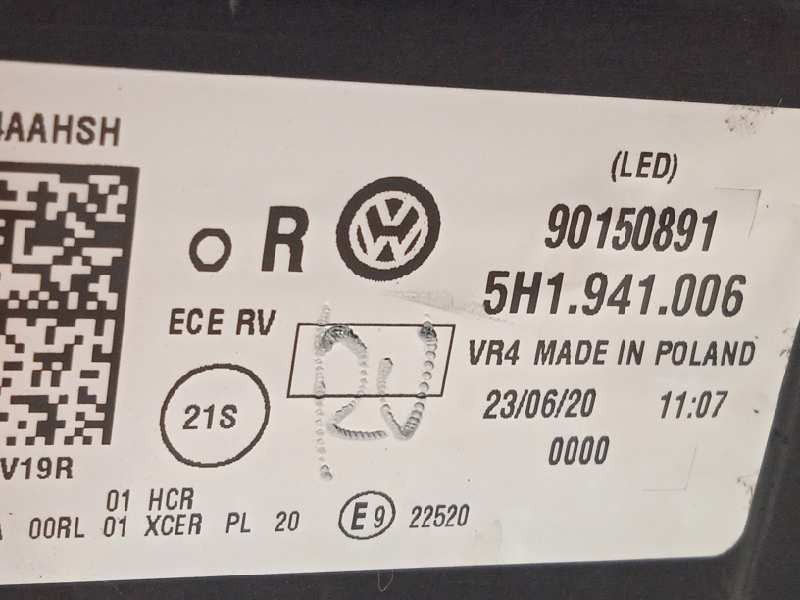 4AAHSH
(LED)
o R
90150891
5H1.941.006
ECE RV
VR4 MADE IN POLAND
21S
23/06/20 11:07
0000
V19R
01 HCR
00RL 01 XCER PL 20 E9 22520